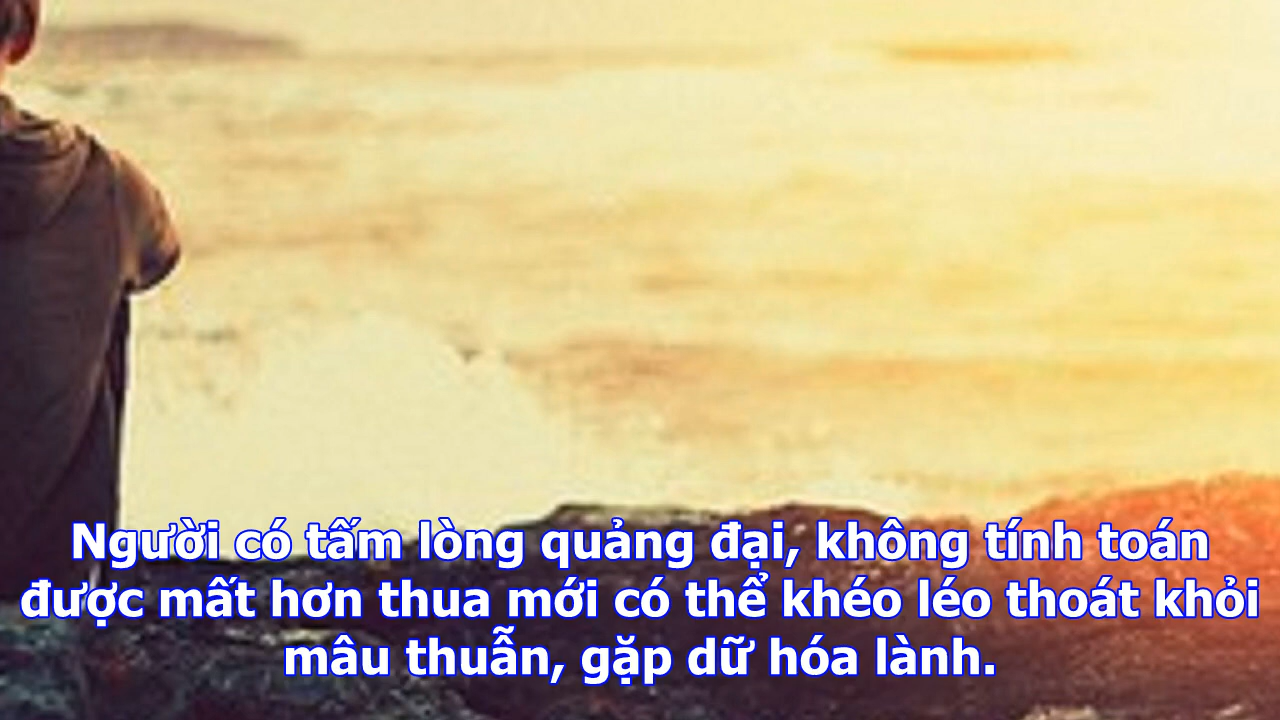 Người có tấm lòng quảng đại, không tính toán
được mất hơn thua mới có thể khéo léo thoát khỏi
mâu thuẫn, gặp dữ hóa lành.